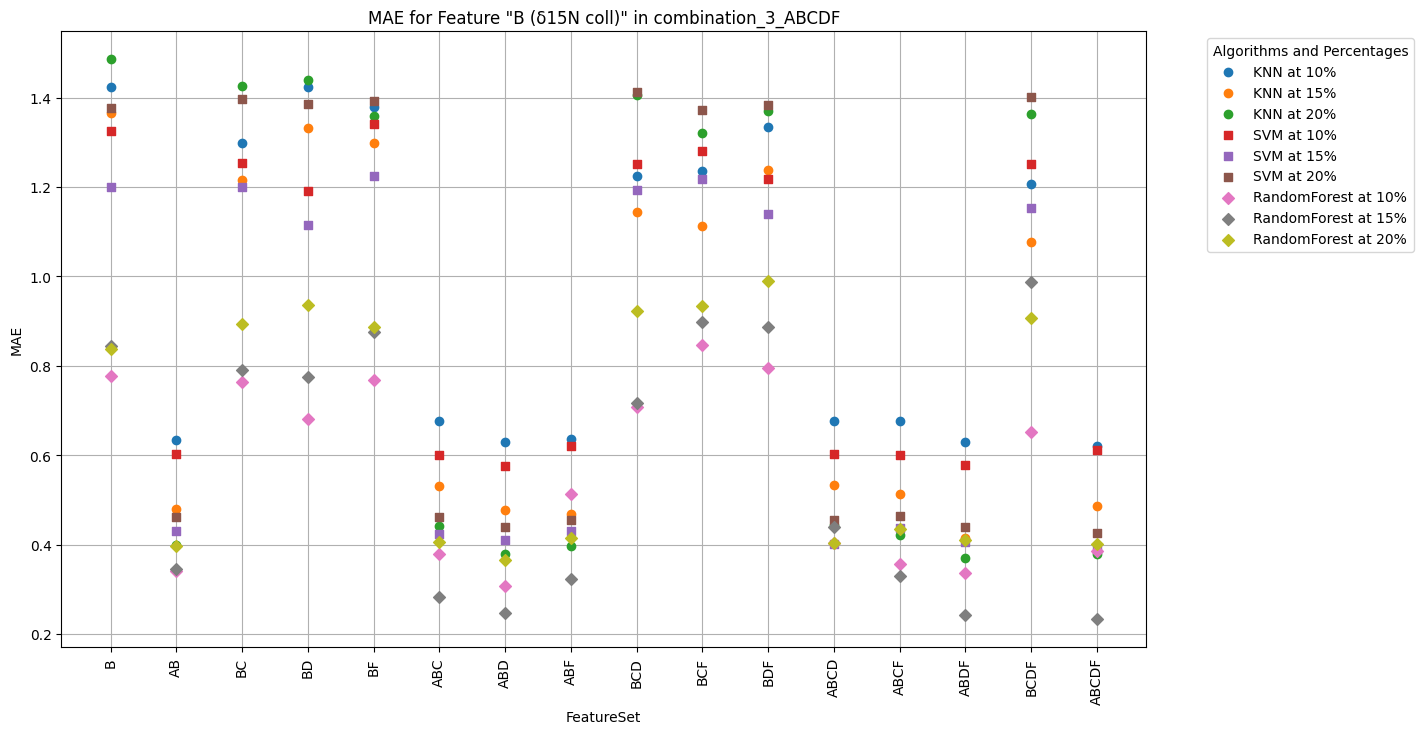 MAE for Feature "B (δ15N coll)" in combination_3_ABCDF
Algorithms and Percentages
KNN at 10%
KNN at 15%
KNN at 20%
SVM at 10%
SVM at 15%
SVM at 20%
RandomForest at 10%
RandomForest at 15%
RandomForest at 20%
MAE
1.4
1.2
1.0
0.8
0.6
0.4
0.2
B
AB
BC
BD
BF
ABC
ABD
ABF
BCD
BCF
BDF
ABCD
ABCF
ABDF
BCDF
ABCDF
FeatureSet